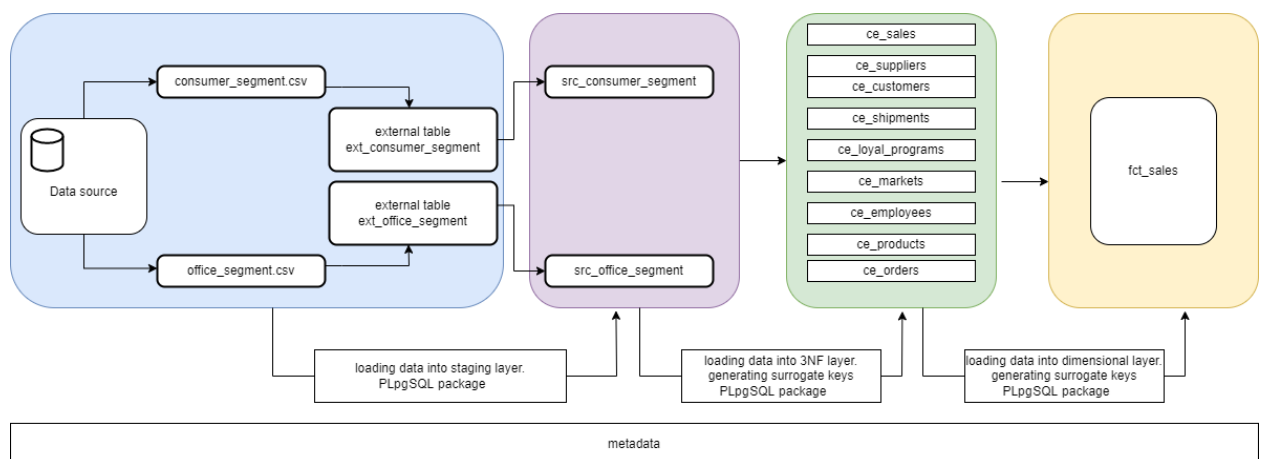 consumer_segment.csv
Data source
office_segment.csv
external table
ext_consumer_segment
external table
ext_office_segment
src_consumer_segment
src_office_segment
ce_sales
ce_suppliers
ce_customers
ce_shipments
ce_loyal_programs
ce_markets
ce_employees
ce_products
ce_orders
fct_sales
loading data into staging layer.
PLpgSQL package
loading data into 3NF layer.
generating surrogate keys
PLpgSQL package
loading data into dimensional layer.
generating surrogate keys
PLpgSQL package
metadata